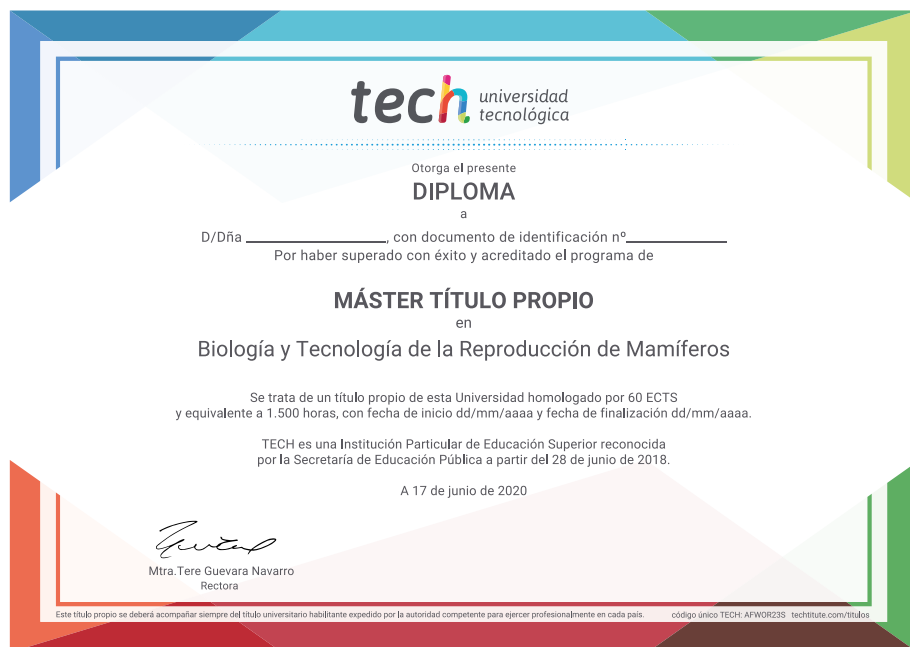 tech universidad
tecnológica
Otorga el presente
DIPLOMA
a
D/Dña ______________, con documento de identificación nº__________
Por haber superado con éxito y acreditado el programa de
MÁSTER TÍTULO PROPIO
en
Biología y Tecnología de la Reproducción de Mamíferos
Se trata de un título propio de esta Universidad homologado por 60 ECTS
y equivalente a 1.500 horas, con fecha de inicio dd/mm/aaaa y fecha de finalización dd/mm/aaaa.
TECH es una Institución Particular de Educación Superior reconocida
por la Secretaría de Educación Pública a partir del 28 de junio de 2018.
A 17 de junio de 2020
Mtra.Tere Guevara Navarro
Rectora
Este título propio se deberá acompañar siempre del título universitario habilitante expedido por la autoridad competente para ejercer profesionalmente en cada país. código único TECH: AFWOR23S techtitute.com/titulos